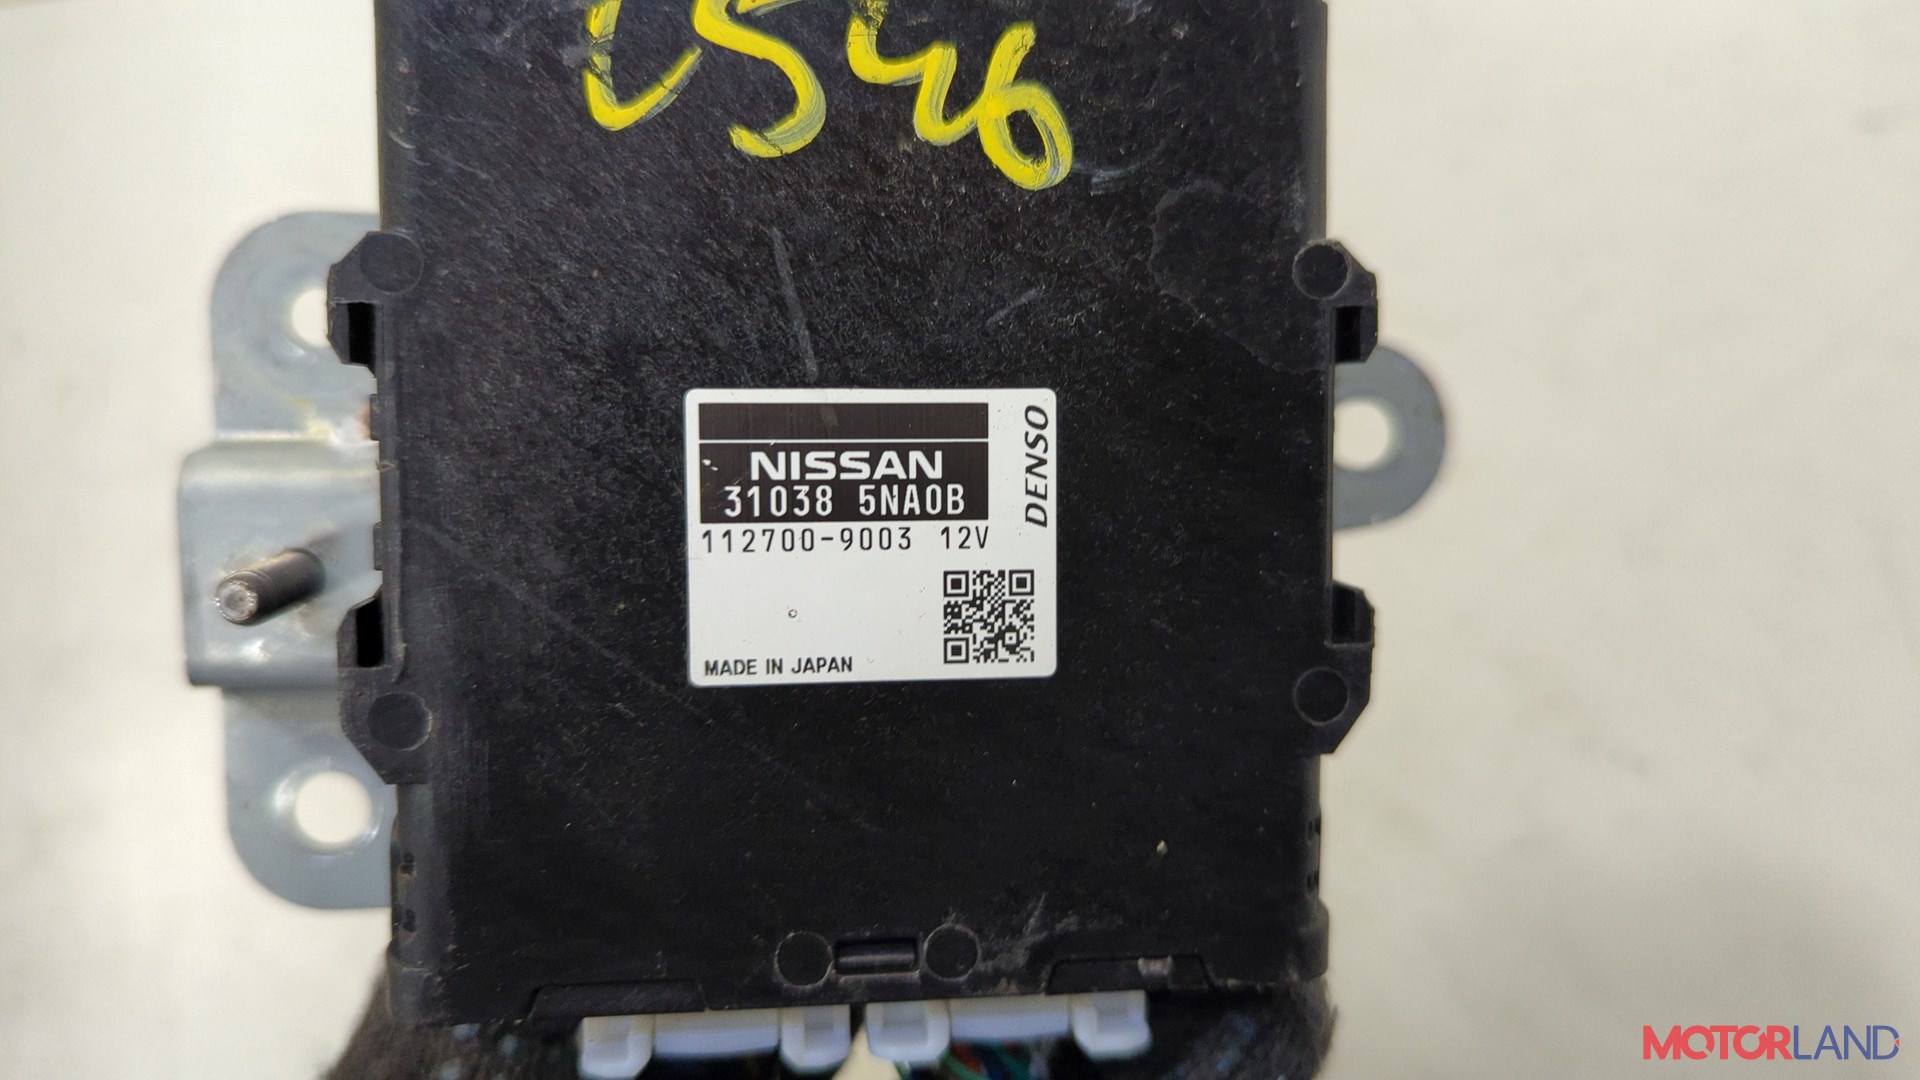 NISSAN
31038 5NA0B
112700-9003 12V
DENSO
MADE IN JAPAN
MOTORLAND